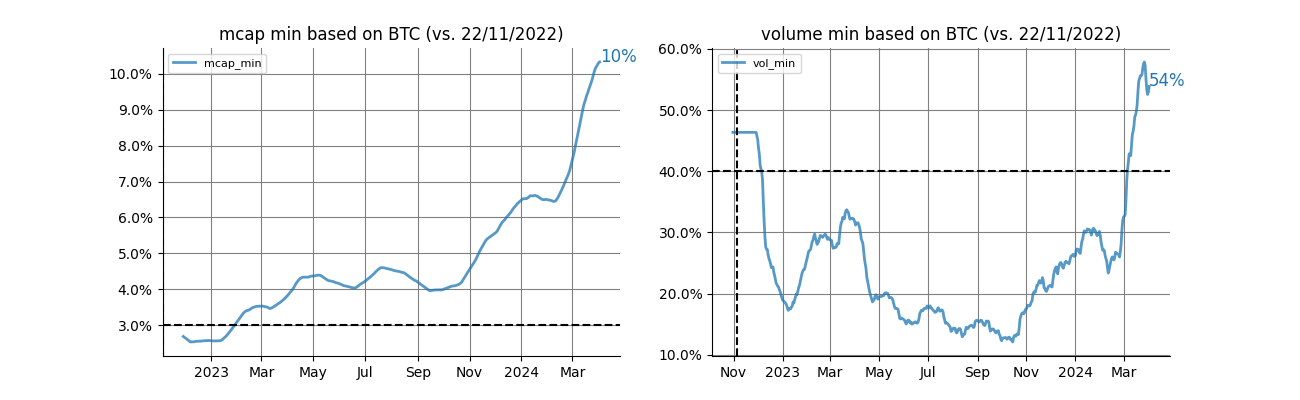 mcap min based on BTC (vs. 22/11/2022)
mcap_min
10%
10.0%
9.0%
8.0%
7.0%
6.0%
5.0%
4.0%
3.0%
2023 Mar May Jul Sep Nov 2024 Mar
volume min based on BTC (vs. 22/11/2022)
vol_min
54%
60.0%
50.0%
40.0%
30.0%
20.0%
10.0%
Nov 2023 Mar May Jul Sep Nov 2024 Mar